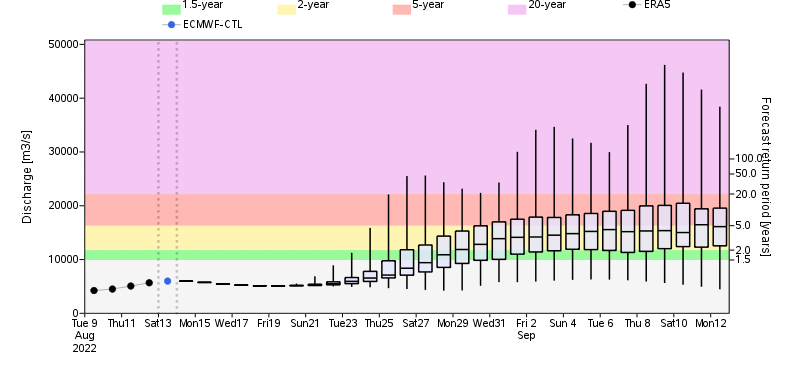 1.5-year 2-year 5-year 20-year ERA5
ECMWF-CTL
50000
40000
30000
20000
10000
0
Discharge [m3/s]
100.0
50.0
20.0
5.0
2.0
1.5
Forecast return period [years]
Tue 9 Thu11 Sat13 Mon15 Wed17 Fri19 Sun21 Tue23 Thu25 Sat27 Mon29 Wed31 Fri 2 Sun 4 Tue 6 Thu 8 Sat10 Mon12
Aug Sep
2022